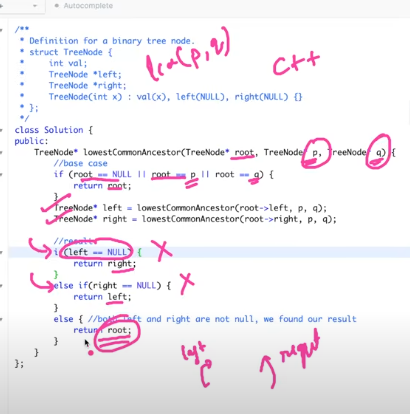 Autocomplete
/**
* Definition for a binary tree node.
* struct TreeNode {
*     int val;
*     TreeNode *left;
*     TreeNode *right;
*     TreeNode(int x) : val(x), left(NULL), right(NULL) {}
* };
*/
lca(p,q)
C++
class Solution {
public:
TreeNode* lowestCommonAncestor(TreeNode* root, TreeNode* p, TreeNode* q) {
//base case
if (root == NULL || root == p || root == q) {
return root;
}
TreeNode* left = lowestCommonAncestor(root->left, p, q);
TreeNode* right = lowestCommonAncestor(root->right, p, q);
//result
if(left == NULL) {
return right;
}
else if(right == NULL) {
return left;
}
else { //both left and right are not null, we found our result
return root;
}
}
};
left
right